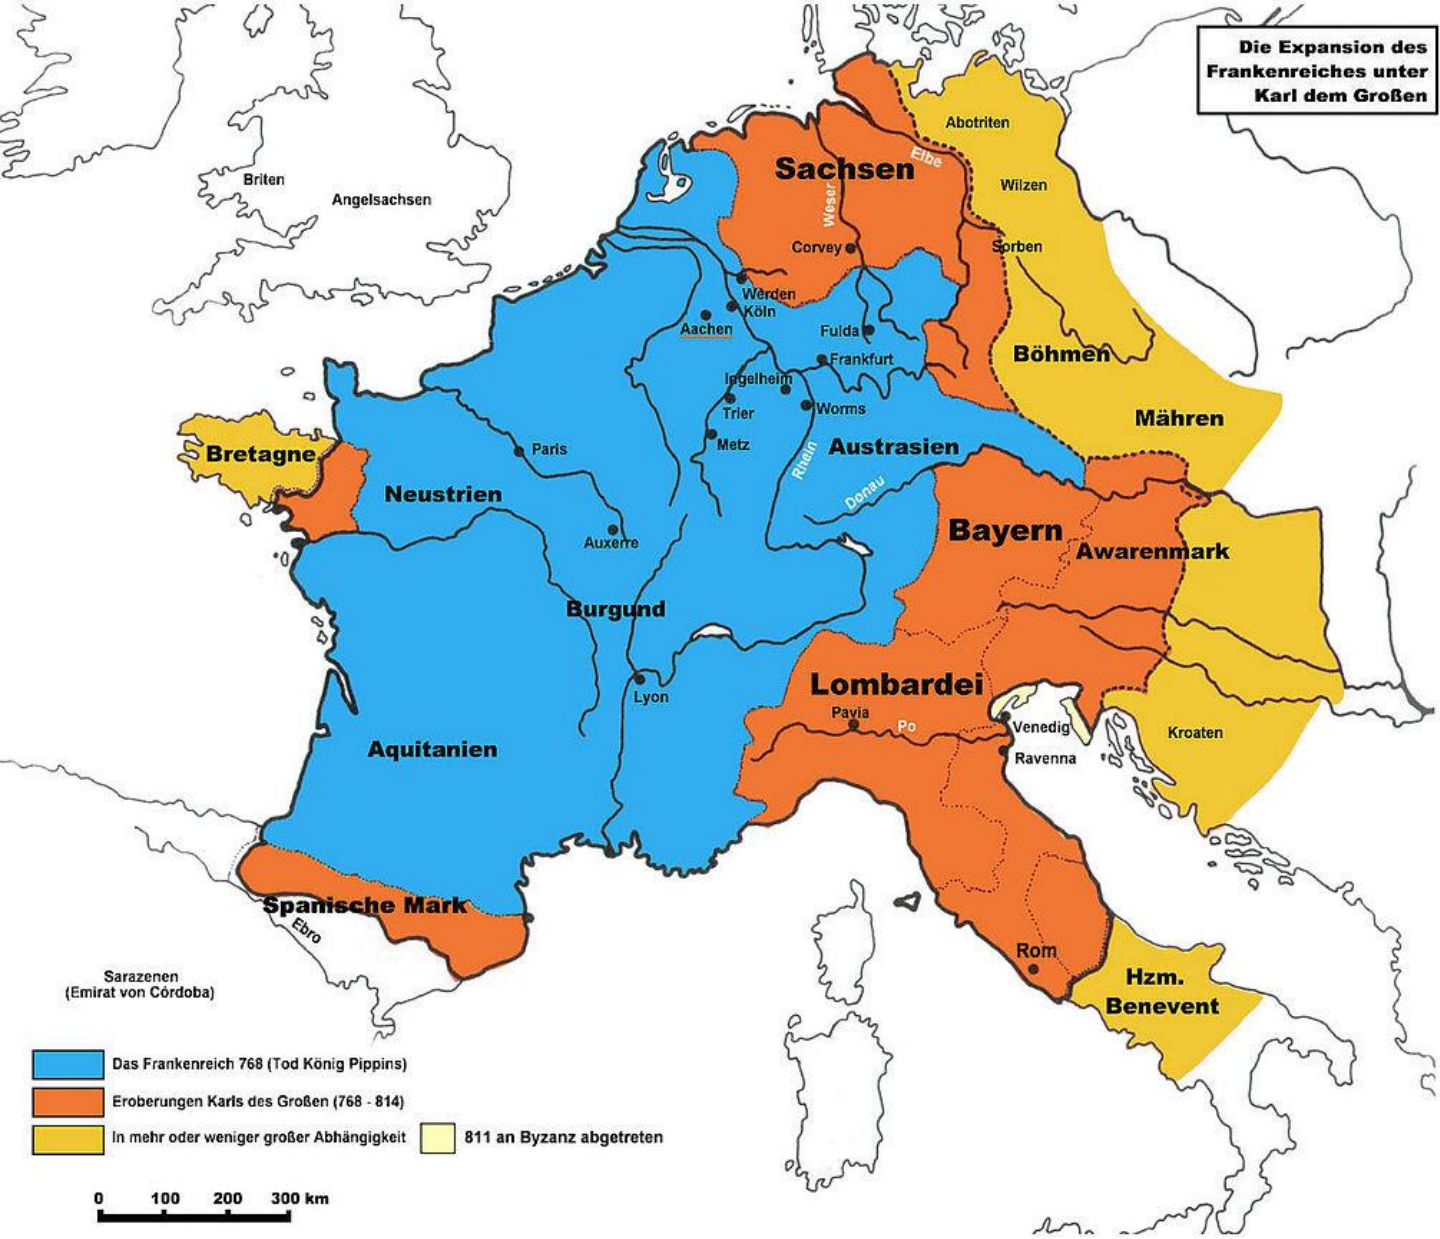 Die Expansion des
Frankenreiches unter
Karl dem Großen
Abotriten
Elbe
Sachsen
Briten
Wilzen
Angelsachsen
Weser
Corvey
Sorben
Werden
Köln
Aachen
Fulda
Böhmen
Frankfurt
Ingelheim
Trier
Worms
Mähren
Metz
Austrasien
Paris
Bretagne
Rhein
Donau
Neustrien
Bayern
Auxerre
Awarenmark
Burgund
Lombardei
Lyon
Pavia
Po
Venedig
Kroaten
Aquitanien
Ravenna
Spanische Mark
Ebro
Rom
Sarazenen
(Emirat von Córdoba)
Hzm.
Benevent
Das Frankenreich 768 (Tod König Pippins)
Eroberungen Karls des Großen (768 - 814)
In mehr oder weniger großer Abhängigkeit
811 an Byzanz abgetreten
0 100 200 300 km